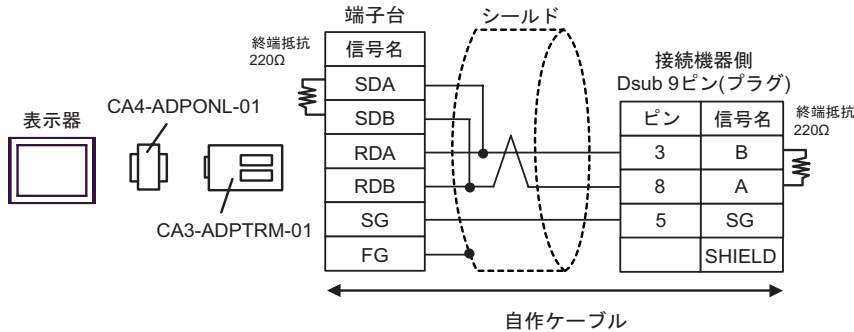 端子台
シールド
終端抵抗
220Ω
信号名
SDA
SDB
RDA
RDB
SG
FG
接続機器側
Dsub 9ピン(プラグ)
ピン 信号名
3 B
8 A
5 SG
SHIELD
終端抵抗
220Ω
表示器
CA4-ADPONL-01
CA3-ADPTRM-01
自作ケーブル